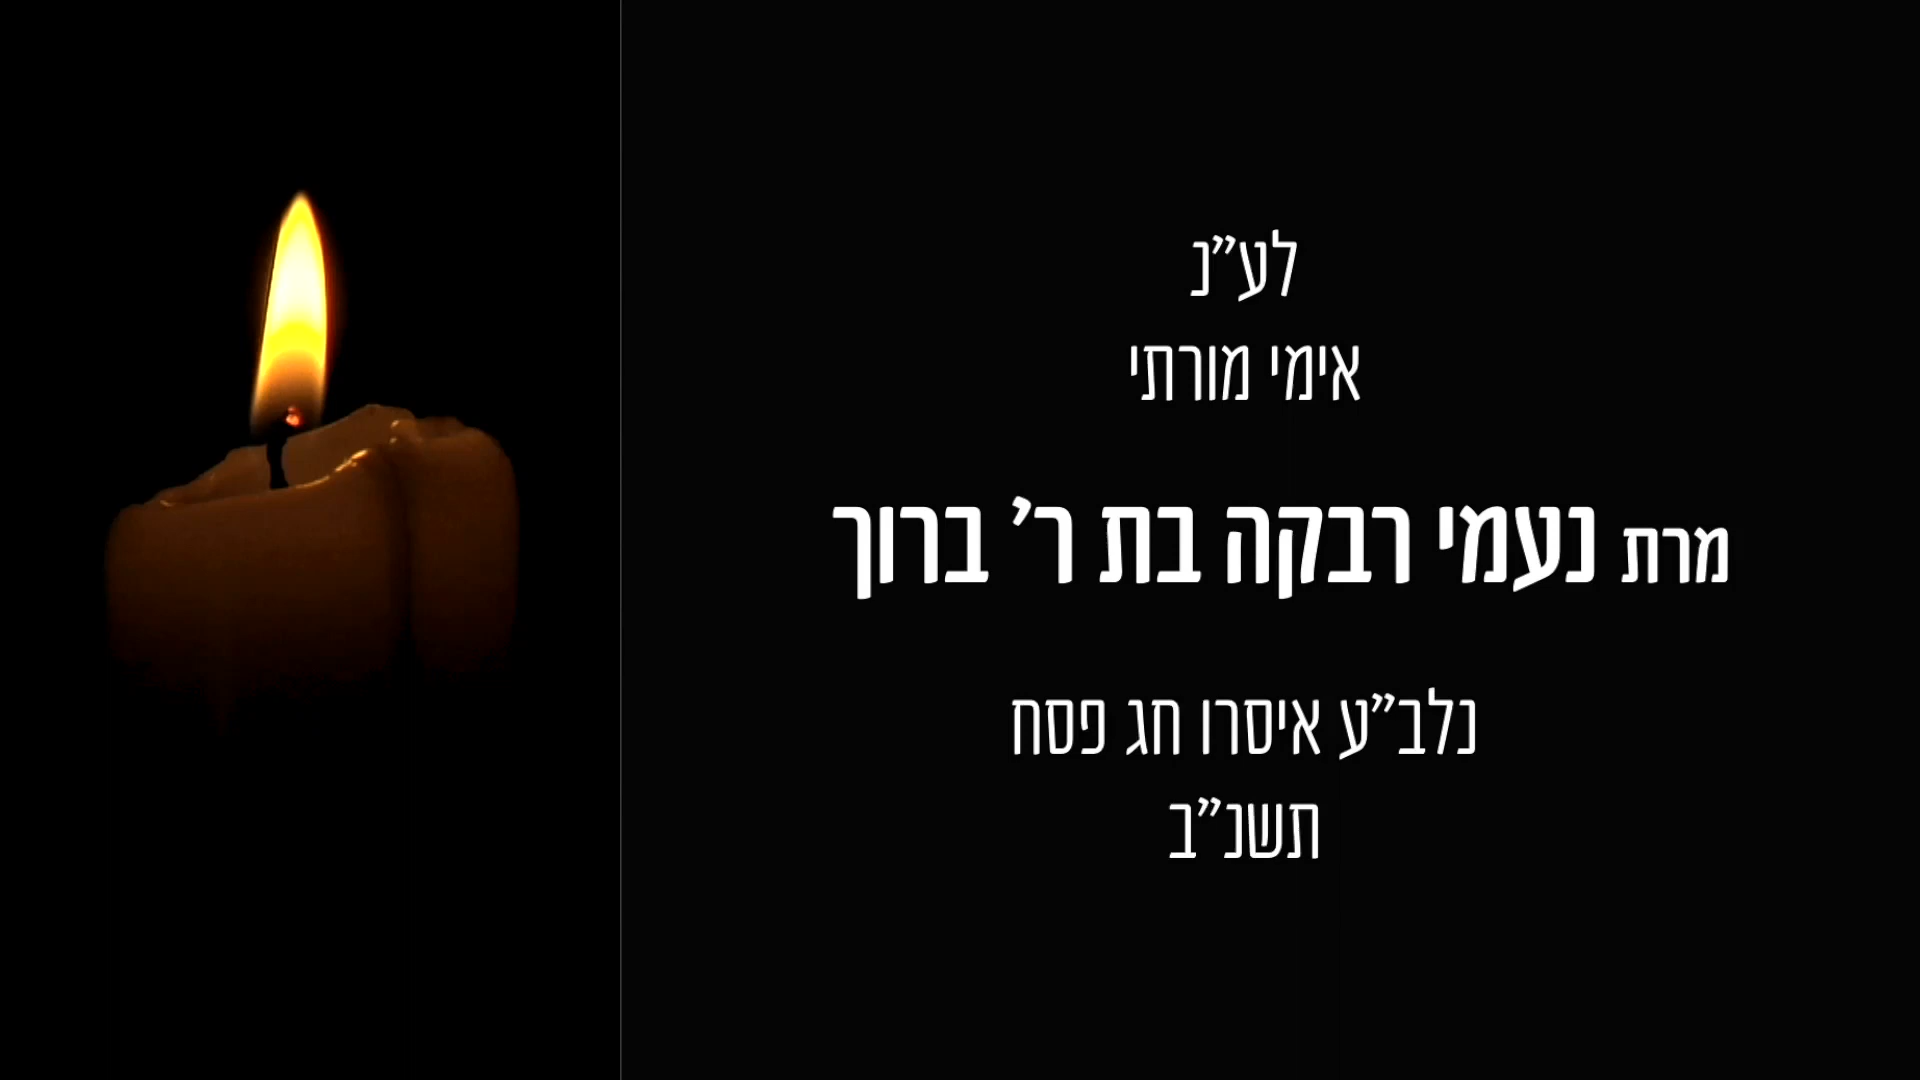 לע״נ
אימי מורתי
מרת נעמי רבקה בת ר׳ ברוך
נלב״ע איסרו חג פסח
תשנ״ב